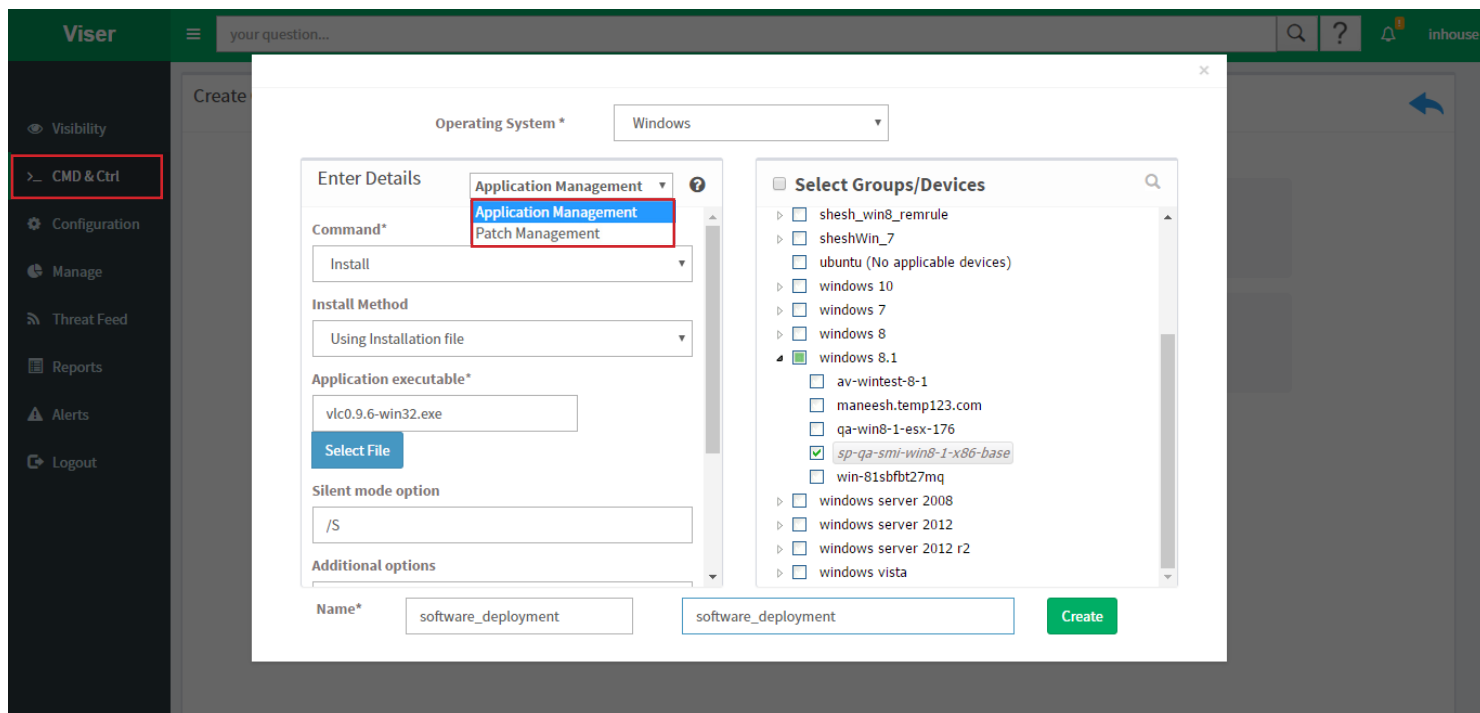 Viser
your question...
?
!
inhouse
Create
×
Visibility
>_ CMD & Ctrl
Configuration
Manage
Threat Feed
Reports
Alerts
Logout
Operating System *
Windows
Enter Details
Application Management
?
Application Management
Patch Management
Command*
Install
Install Method
Using Installation file
Application executable*
vlc0.9.6-win32.exe
Select File
Silent mode option
/S
Additional options
Select Groups/Devices
shesh_win8_remrule
sheshWin_7
ubuntu (No applicable devices)
windows 10
windows 7
windows 8
windows 8.1
av-wintest-8-1
maneesh.temp123.com
qa-win8-1-esx-176
sp-qa-smi-win8-1-x86-base
win-81sbfbt27mq
windows server 2008
windows server 2012
windows server 2012 r2
windows vista
Name*
software_deployment
software_deployment
Create